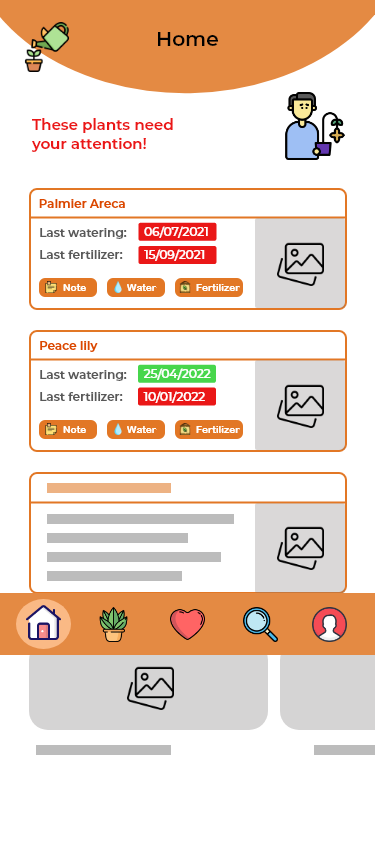 Home
These plants need
your attention!
Palmier Areca
Last watering: 06/07/2021
Last fertilizer: 15/09/2021
Note Water Fertilizer
Peace lily
Last watering: 25/04/2022
Last fertilizer: 10/01/2022
Note Water Fertilizer